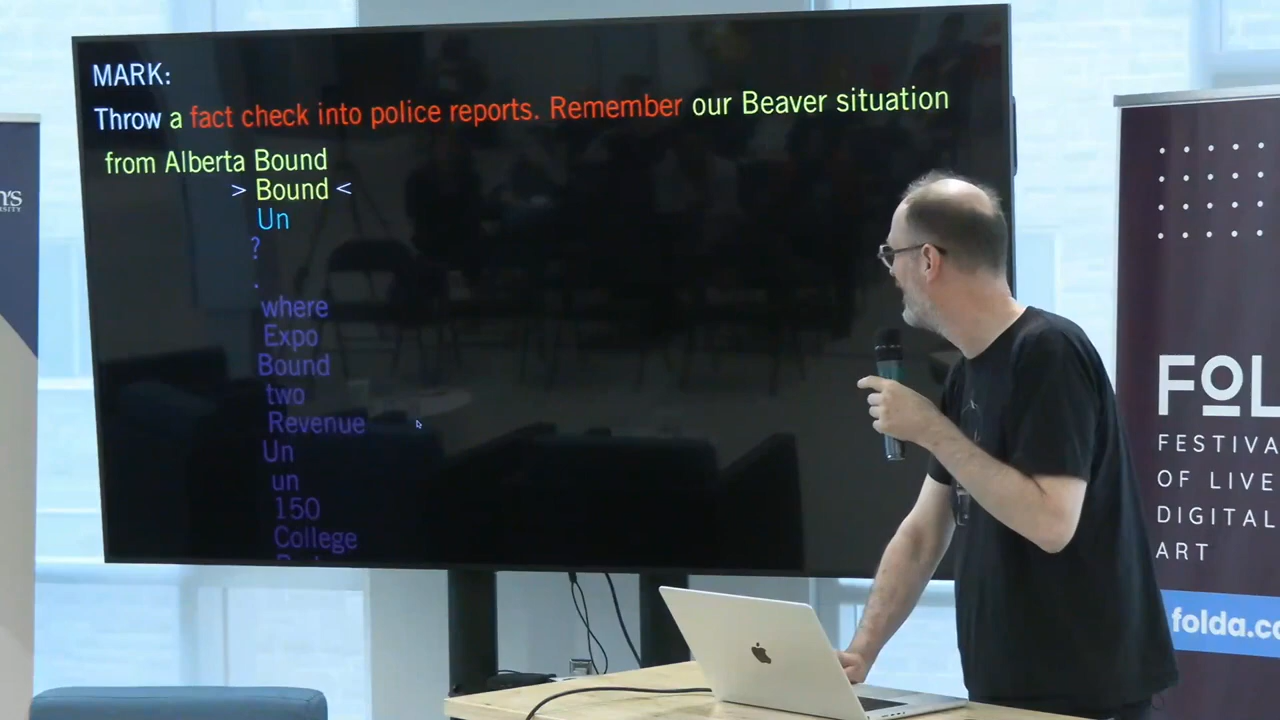 MARK:
Throw a fact check into police reports. Remember our Beaver situation
from Alberta Bound
> Bound <
Un
?
.
where
Expo
Bound
two
Revenue
Un
un
150
College
FOL
FESTIVA
OF LIVE
DIGITAL
ART
folda.c